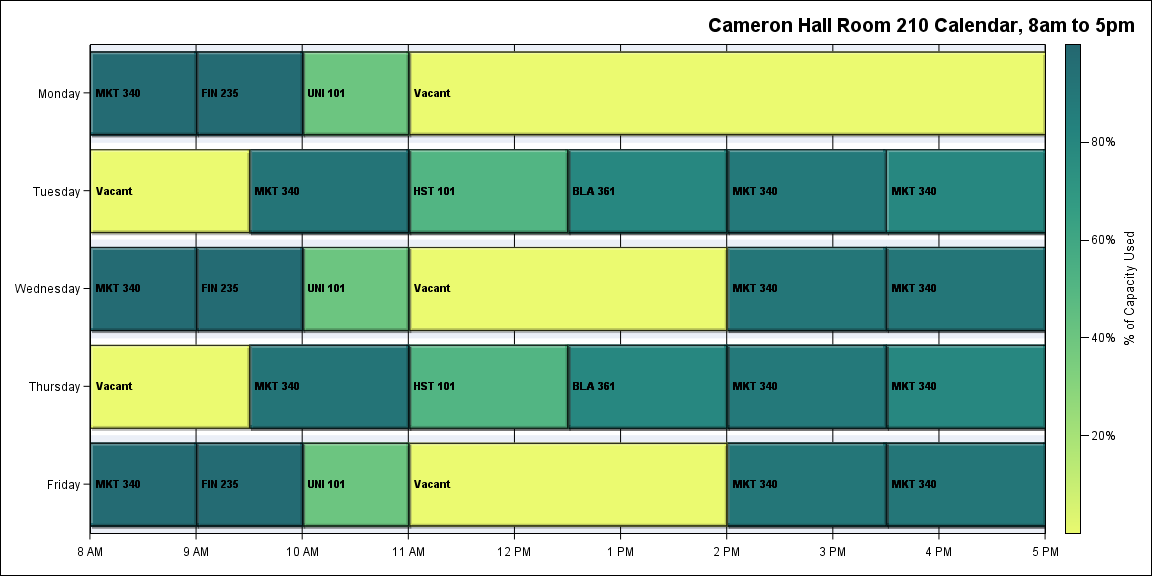 Cameron Hall Room 210 Calendar, 8am to 5pm
Monday
MKT 340
FIN 235
UNI 101
Vacant
Tuesday
Vacant
MKT 340
HST 101
BLA 361
MKT 340
MKT 340
Wednesday
MKT 340
FIN 235
UNI 101
Vacant
MKT 340
MKT 340
Thursday
Vacant
MKT 340
HST 101
BLA 361
MKT 340
MKT 340
Friday
MKT 340
FIN 235
UNI 101
Vacant
MKT 340
MKT 340
8 AM
9 AM
10 AM
11 AM
12 PM
1 PM
2 PM
3 PM
4 PM
5 PM
80%
60%
40%
20%
% of Capacity Used